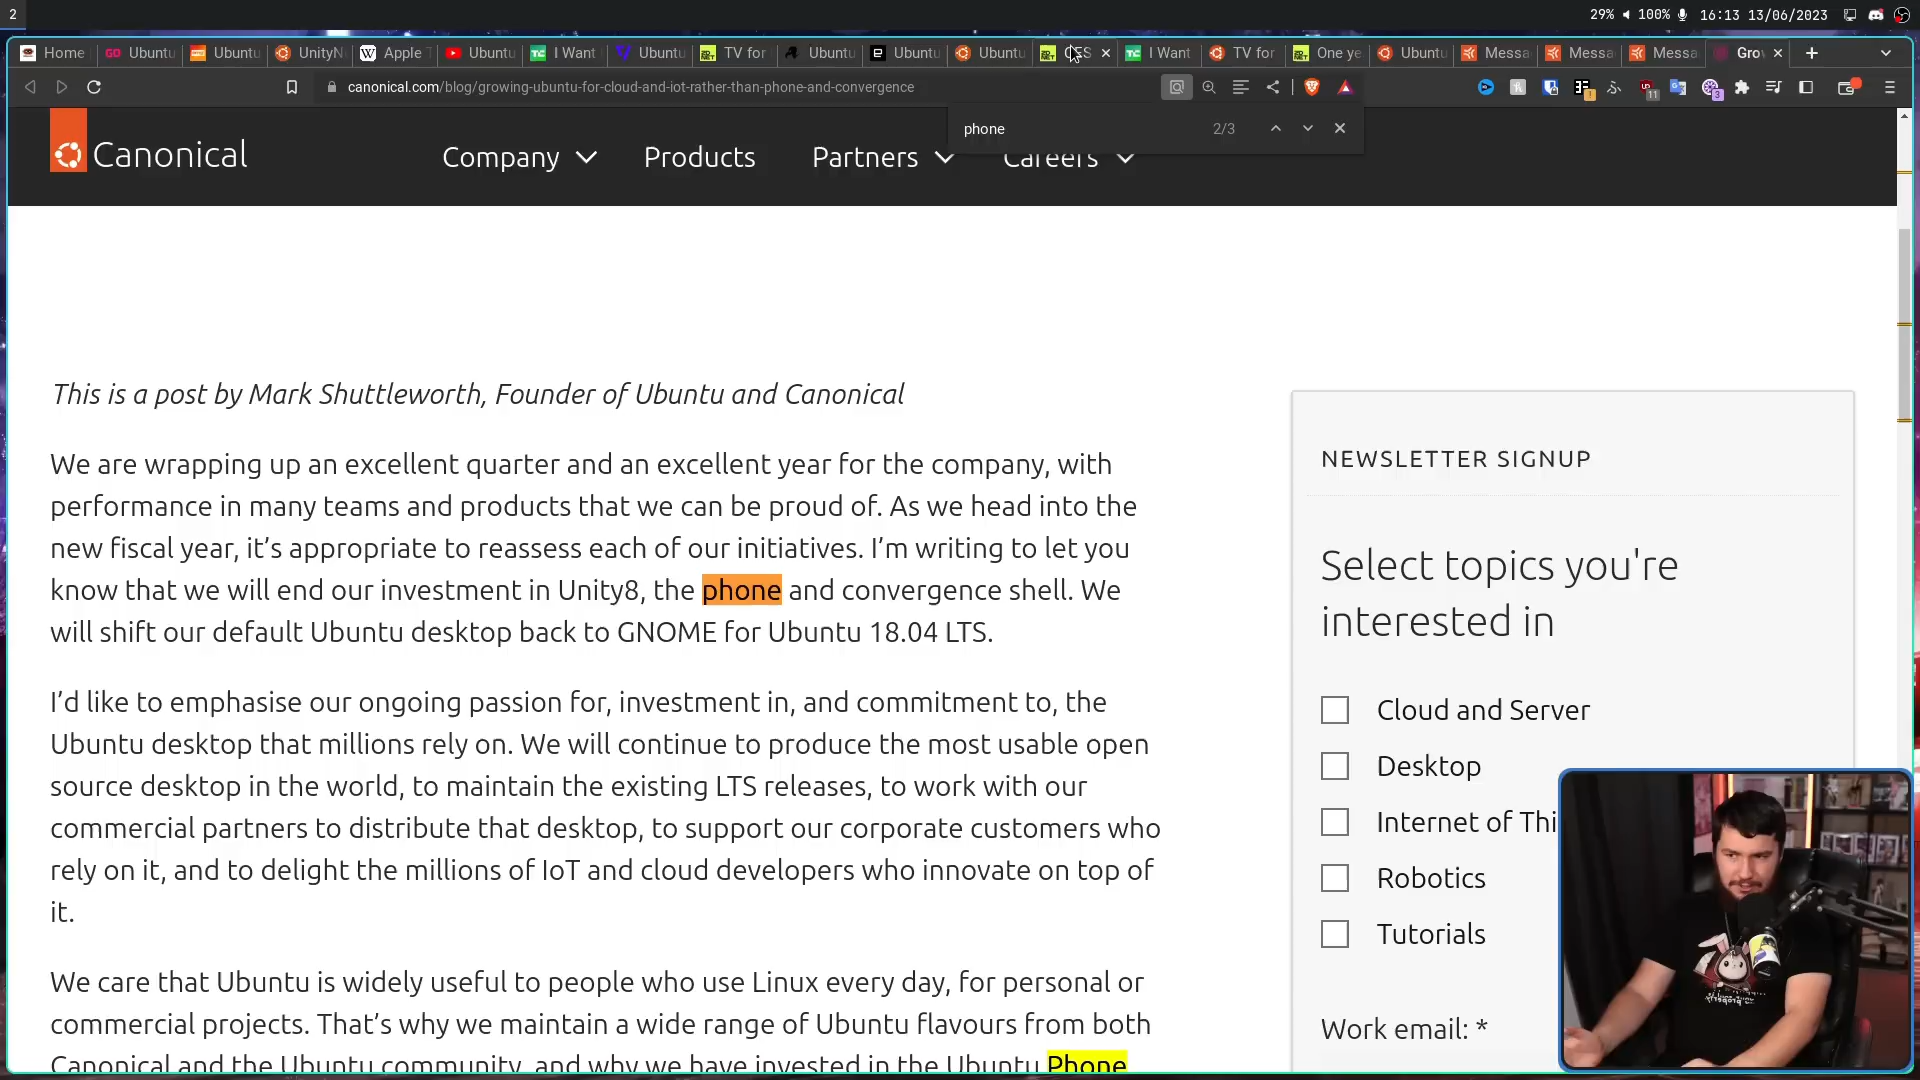 2
29% 100% 16:13 13/06/2023
Home Ubuntu Ubuntu UnityN Apple T Ubuntu I Want Ubuntu TV for Ubuntu Ubuntu Ubuntu CES I Want TV for One ye Ubuntu Messa Messa Messa Grow
canonical.com/blog/growing-ubuntu-for-cloud-and-iot-rather-than-phone-and-convergence
phone 2/3
Canonical
Company Products Partners Careers
This is a post by Mark Shuttleworth, Founder of Ubuntu and Canonical
We are wrapping up an excellent quarter and an excellent year for the company, with
performance in many teams and products that we can be proud of. As we head into the
new fiscal year, it’s appropriate to reassess each of our initiatives. I’m writing to let you
know that we will end our investment in Unity8, the phone and convergence shell. We
will shift our default Ubuntu desktop back to GNOME for Ubuntu 18.04 LTS.
I’d like to emphasise our ongoing passion for, investment in, and commitment to, the
Ubuntu desktop that millions rely on. We will continue to produce the most usable open
source desktop in the world, to maintain the existing LTS releases, to work with our
commercial partners to distribute that desktop, to support our corporate customers who
rely on it, and to delight the millions of IoT and cloud developers who innovate on top of
it.
We care that Ubuntu is widely useful to people who use Linux every day, for personal or
commercial projects. That’s why we maintain a wide range of Ubuntu flavours from both
Canonical and the Ubuntu community, and why we have invested in the Ubuntu Phone
NEWSLETTER SIGNUP
Select topics you're
interested in
Cloud and Server
Desktop
Internet of Thi
Robotics
Tutorials
Work email: *